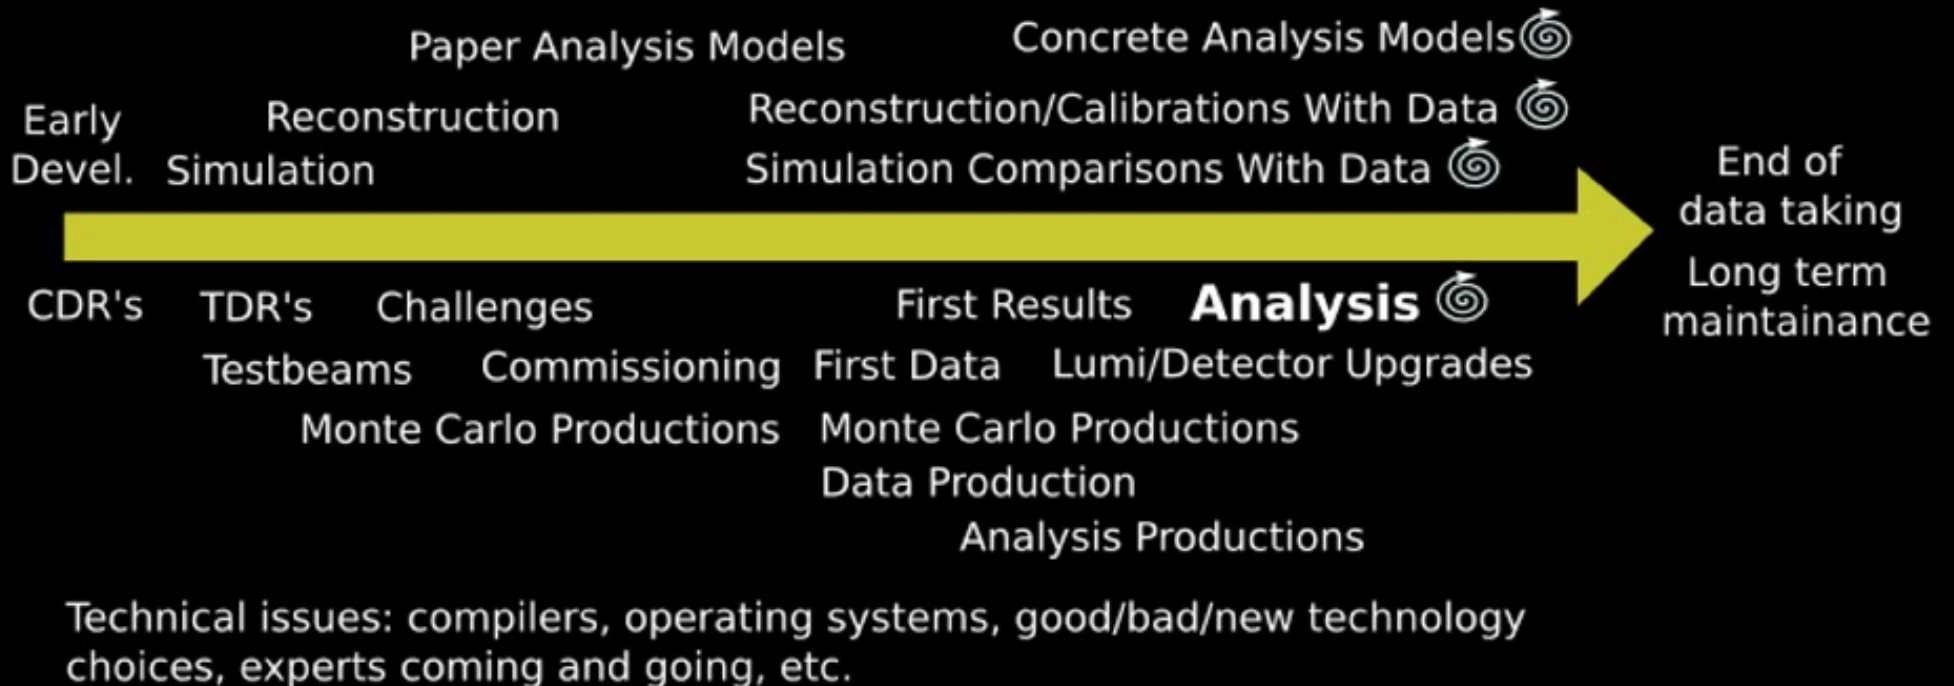 Paper Analysis Models
Concrete Analysis Models
Early
Devel.
Reconstruction
Reconstruction/Calibrations With Data
Simulation
Simulation Comparisons With Data
End of
data taking
Long term
maintainance
CDR's
TDR's
Challenges
First Results
Analysis
Testbeams
Commissioning
First Data
Lumi/Detector Upgrades
Monte Carlo Productions
Monte Carlo Productions
Data Production
Analysis Productions
Technical issues: compilers, operating systems, good/bad/new technology
choices, experts coming and going, etc.